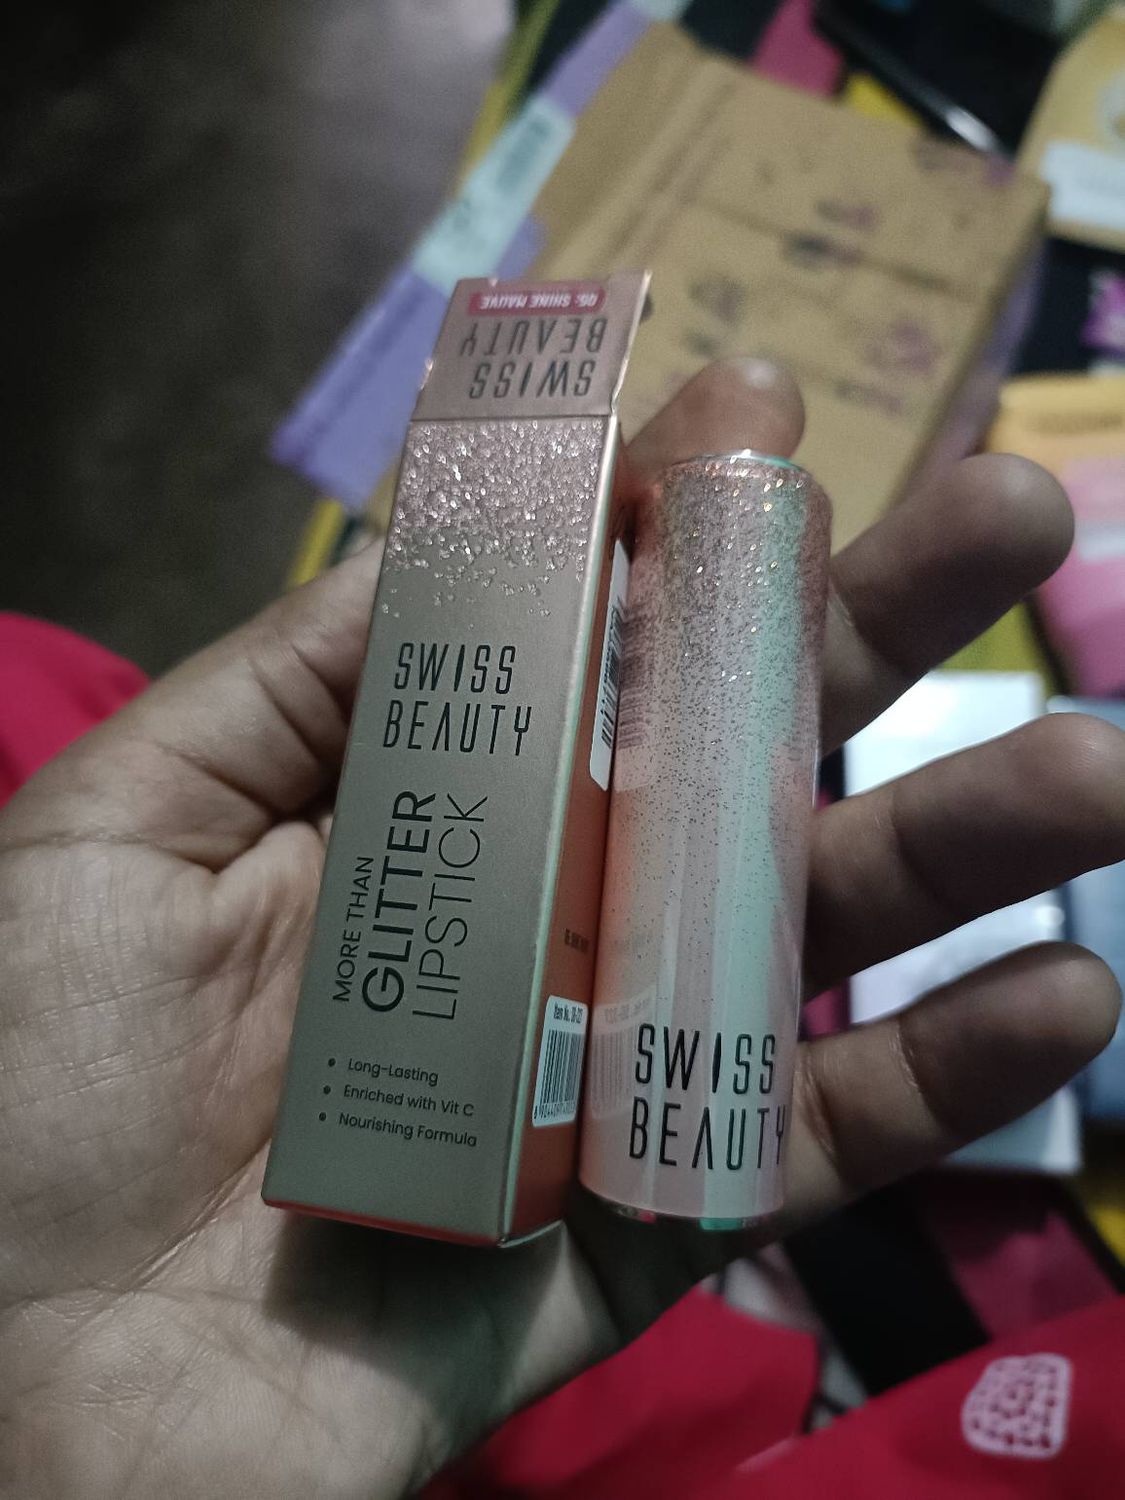 05. SHINE MAUVE
SWISS
BEAUTY
SWISS
BEAUTY
MORE THAN
GLITTER
LIPSTICK
• Long-Lasting
• Enriched with Vit C
• Nourishing Formula
SWISS
BEAUTY